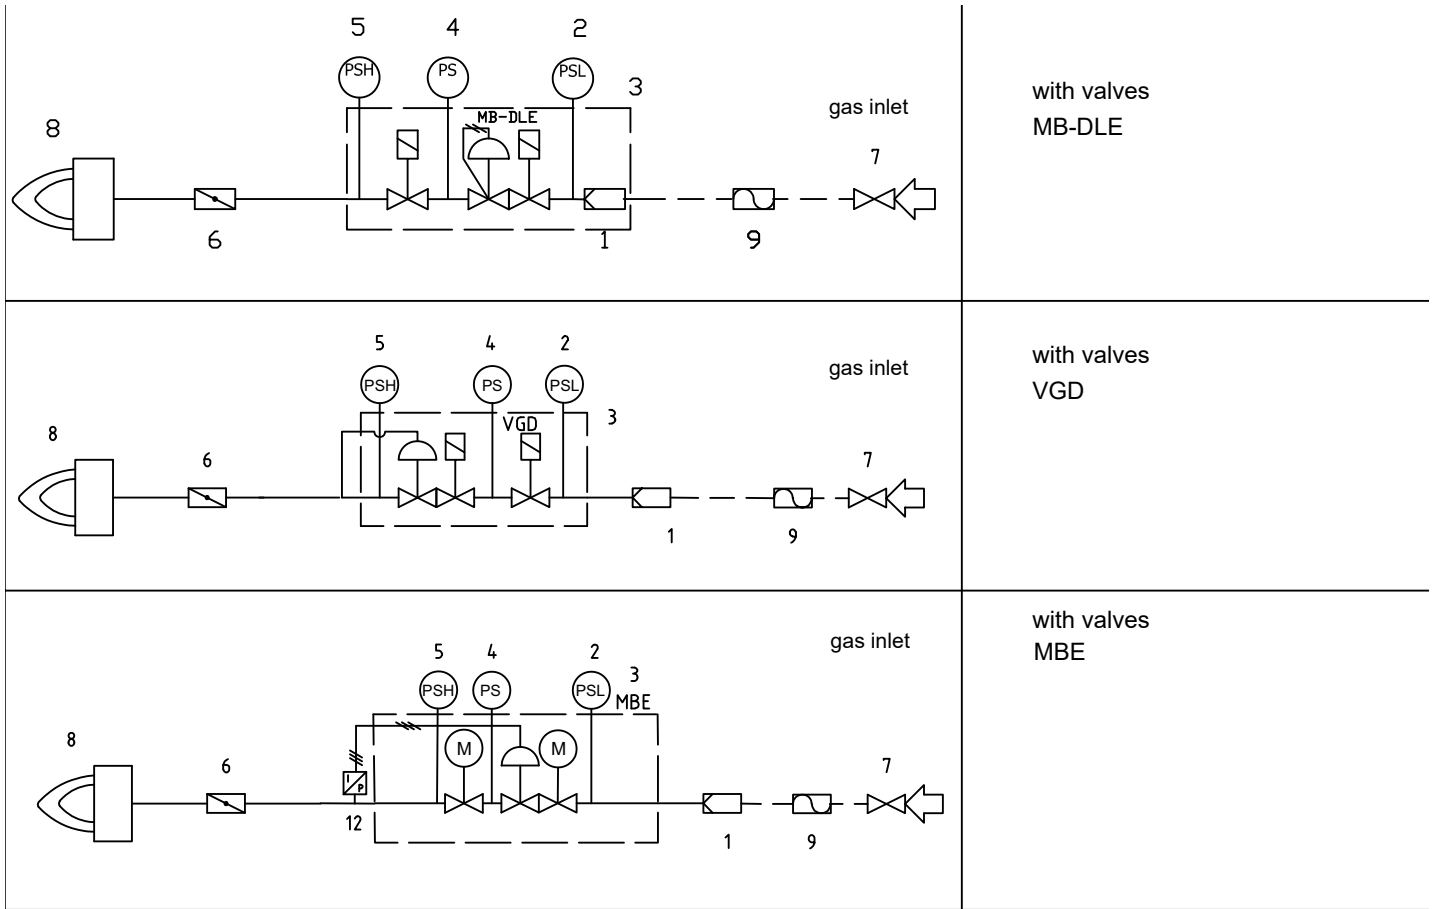 5 4 2
PSH PS PSL
3
MB-DLE
gas inlet
8
7
6
1
9
with valves
MB-DLE
5 4 2
PSH PS PSL
3
VGD
gas inlet
8
6
7
1
9
with valves
VGD
5 4 2
PSH PS PSL
3
MBE
gas inlet
8
6
M M
I
P
12
7
1
9
with valves
MBE